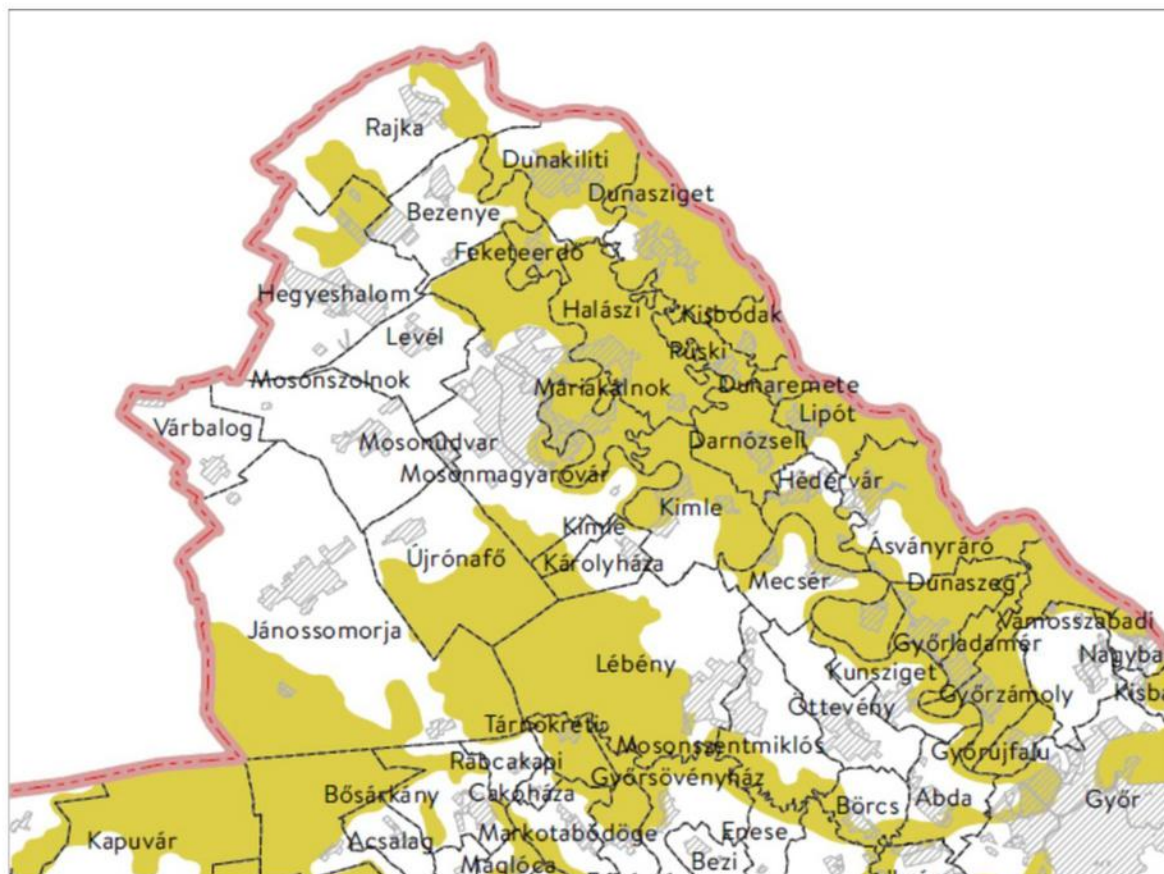 Rajka
Dunakiliti
Dunasziget
Bezenye
Feketeerdő
Hegyeshalom
Halászi
Kisbodak
Levél
Püski
Mosonszolnok
Máriakálnok
Dunaremete
Lipót
Várbalog
Mosonudvar
Darnózseli
Mosonmagyaróvár
Hédervár
Kimle
Kimle
Újrónafő
Károlyháza
Ásványráró
Mecsér
Dunaszeg
Jánossomorja
Vámosszabadi
Győrladamér
Lébény
Kunsziget
Győrzámoly
Öttevény
Tárnokréti
Mosonszentmiklós
Győrújfalu
Rábcakapi
Győrsövényház
Bősárkány
Cakóháza
Börcs
Abda
Győr
Kapuvár
Acsalag
Markotabödöge
Enese
Maglóca
Bezi